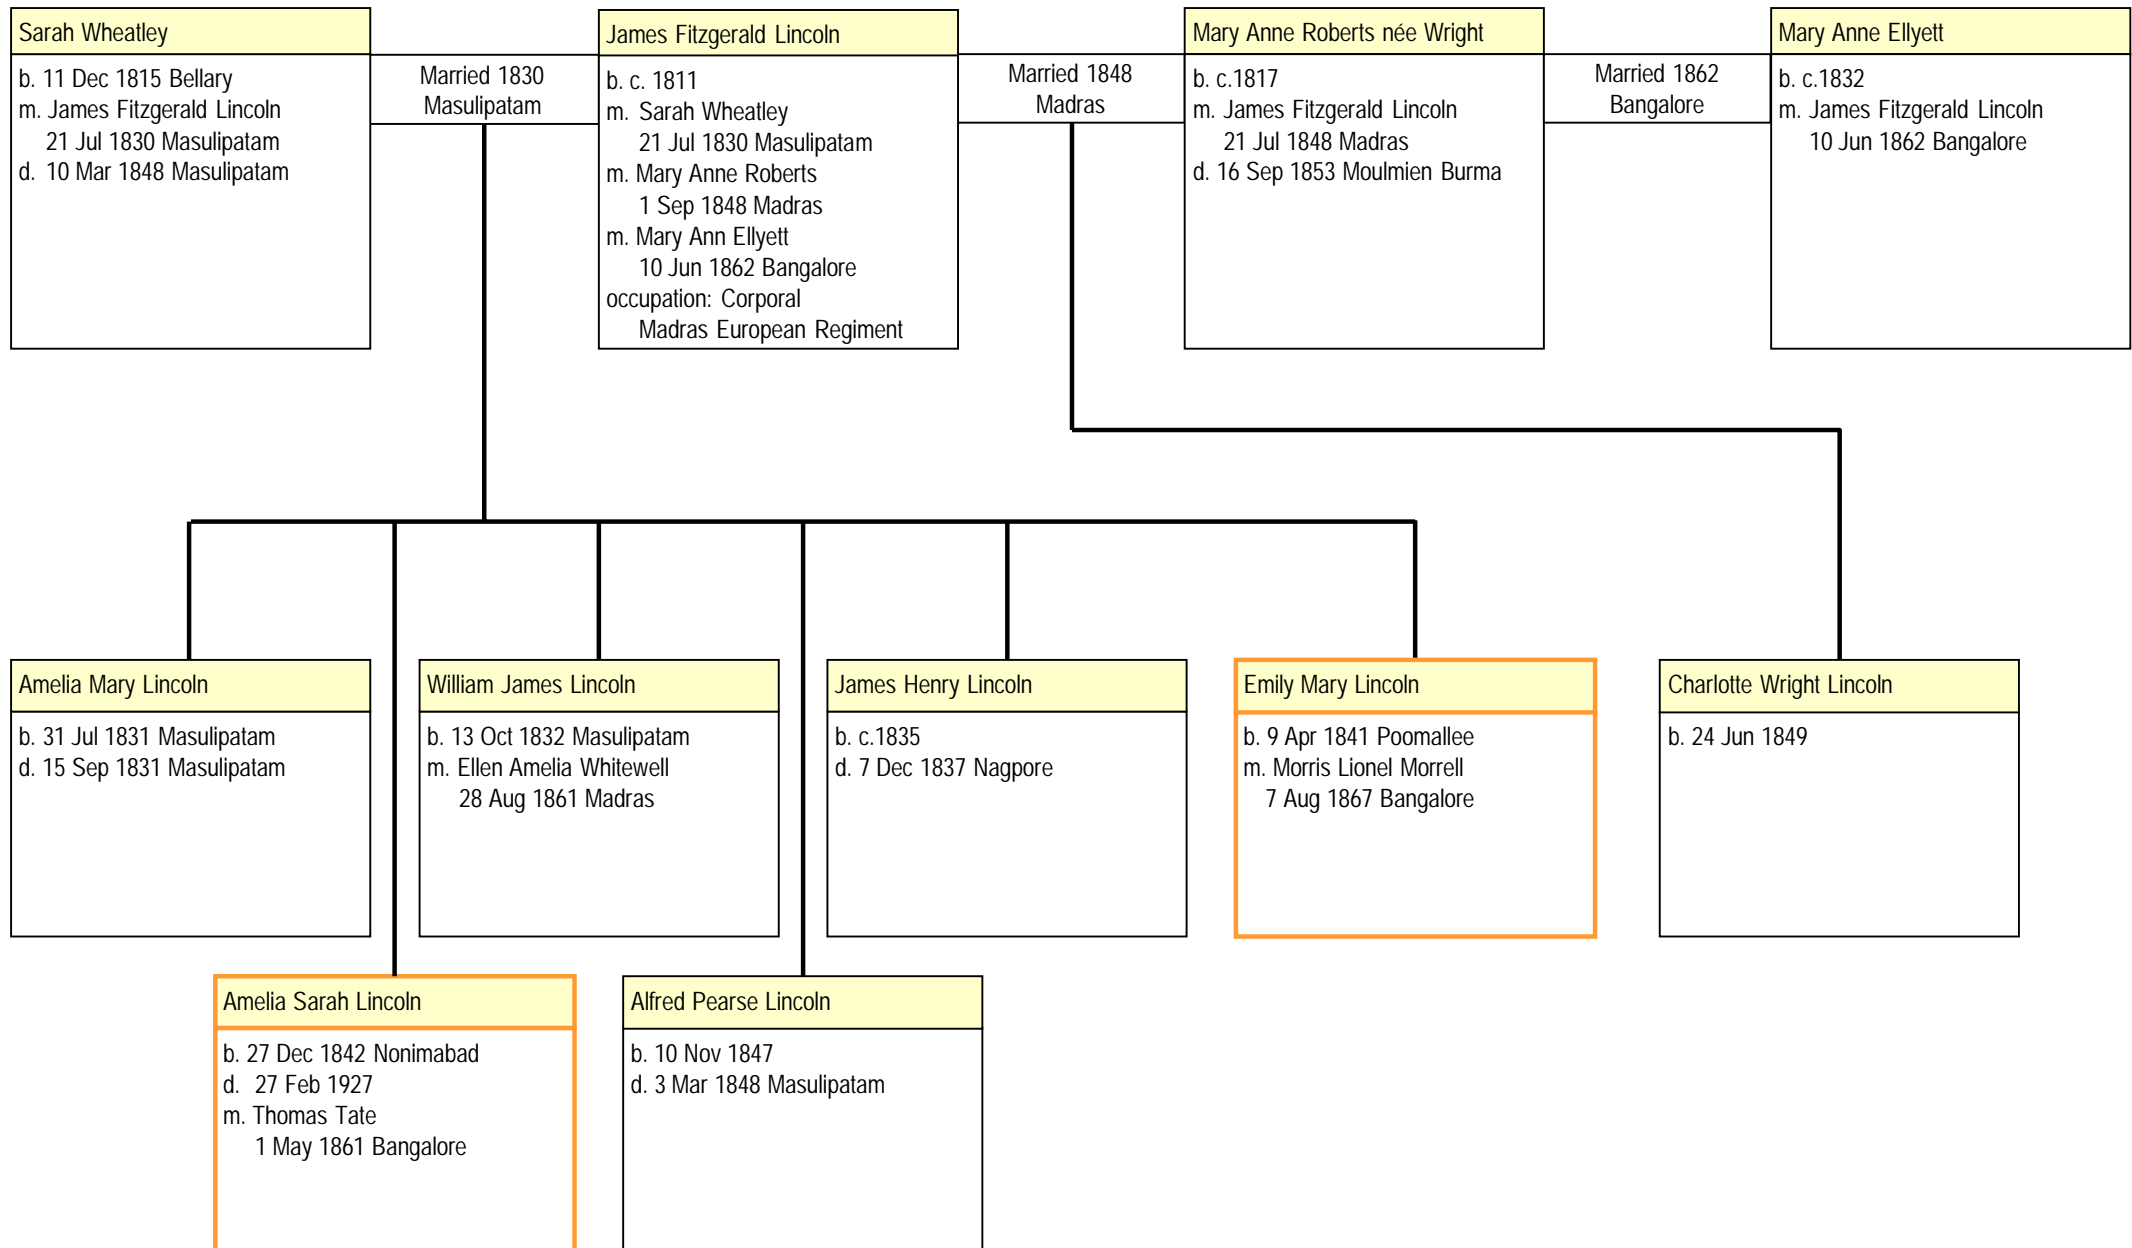 Sarah Wheatley
b. 11 Dec 1815 Bellary
m. James Fitzgerald Lincoln
21 Jul 1830 Masulipatam
d. 10 Mar 1848 Masulipatam
Married 1830
Masulipatam
James Fitzgerald Lincoln
b. c. 1811
m. Sarah Wheatley
21 Jul 1830 Masulipatam
m. Mary Anne Roberts
1 Sep 1848 Madras
m. Mary Ann Ellyett
10 Jun 1862 Bangalore
occupation: Corporal
Madras European Regiment
Married 1848
Madras
Mary Anne Roberts née Wright
b. c.1817
m. James Fitzgerald Lincoln
21 Jul 1848 Madras
d. 16 Sep 1853 Moulmien Burma
Married 1862
Bangalore
Mary Anne Ellyett
b. c.1832
m. James Fitzgerald Lincoln
10 Jun 1862 Bangalore
Amelia Mary Lincoln
b. 31 Jul 1831 Masulipatam
d. 15 Sep 1831 Masulipatam
William James Lincoln
b. 13 Oct 1832 Masulipatam
m. Ellen Amelia Whitewell
28 Aug 1861 Madras
James Henry Lincoln
b. c.1835
d. 7 Dec 1837 Nagpore
Emily Mary Lincoln
b. 9 Apr 1841 Poomallee
m. Morris Lionel Morrell
7 Aug 1867 Bangalore
Charlotte Wright Lincoln
b. 24 Jun 1849
Amelia Sarah Lincoln
b. 27 Dec 1842 Nonimabad
d. 27 Feb 1927
m. Thomas Tate
1 May 1861 Bangalore
Alfred Pearse Lincoln
b. 10 Nov 1847
d. 3 Mar 1848 Masulipatam